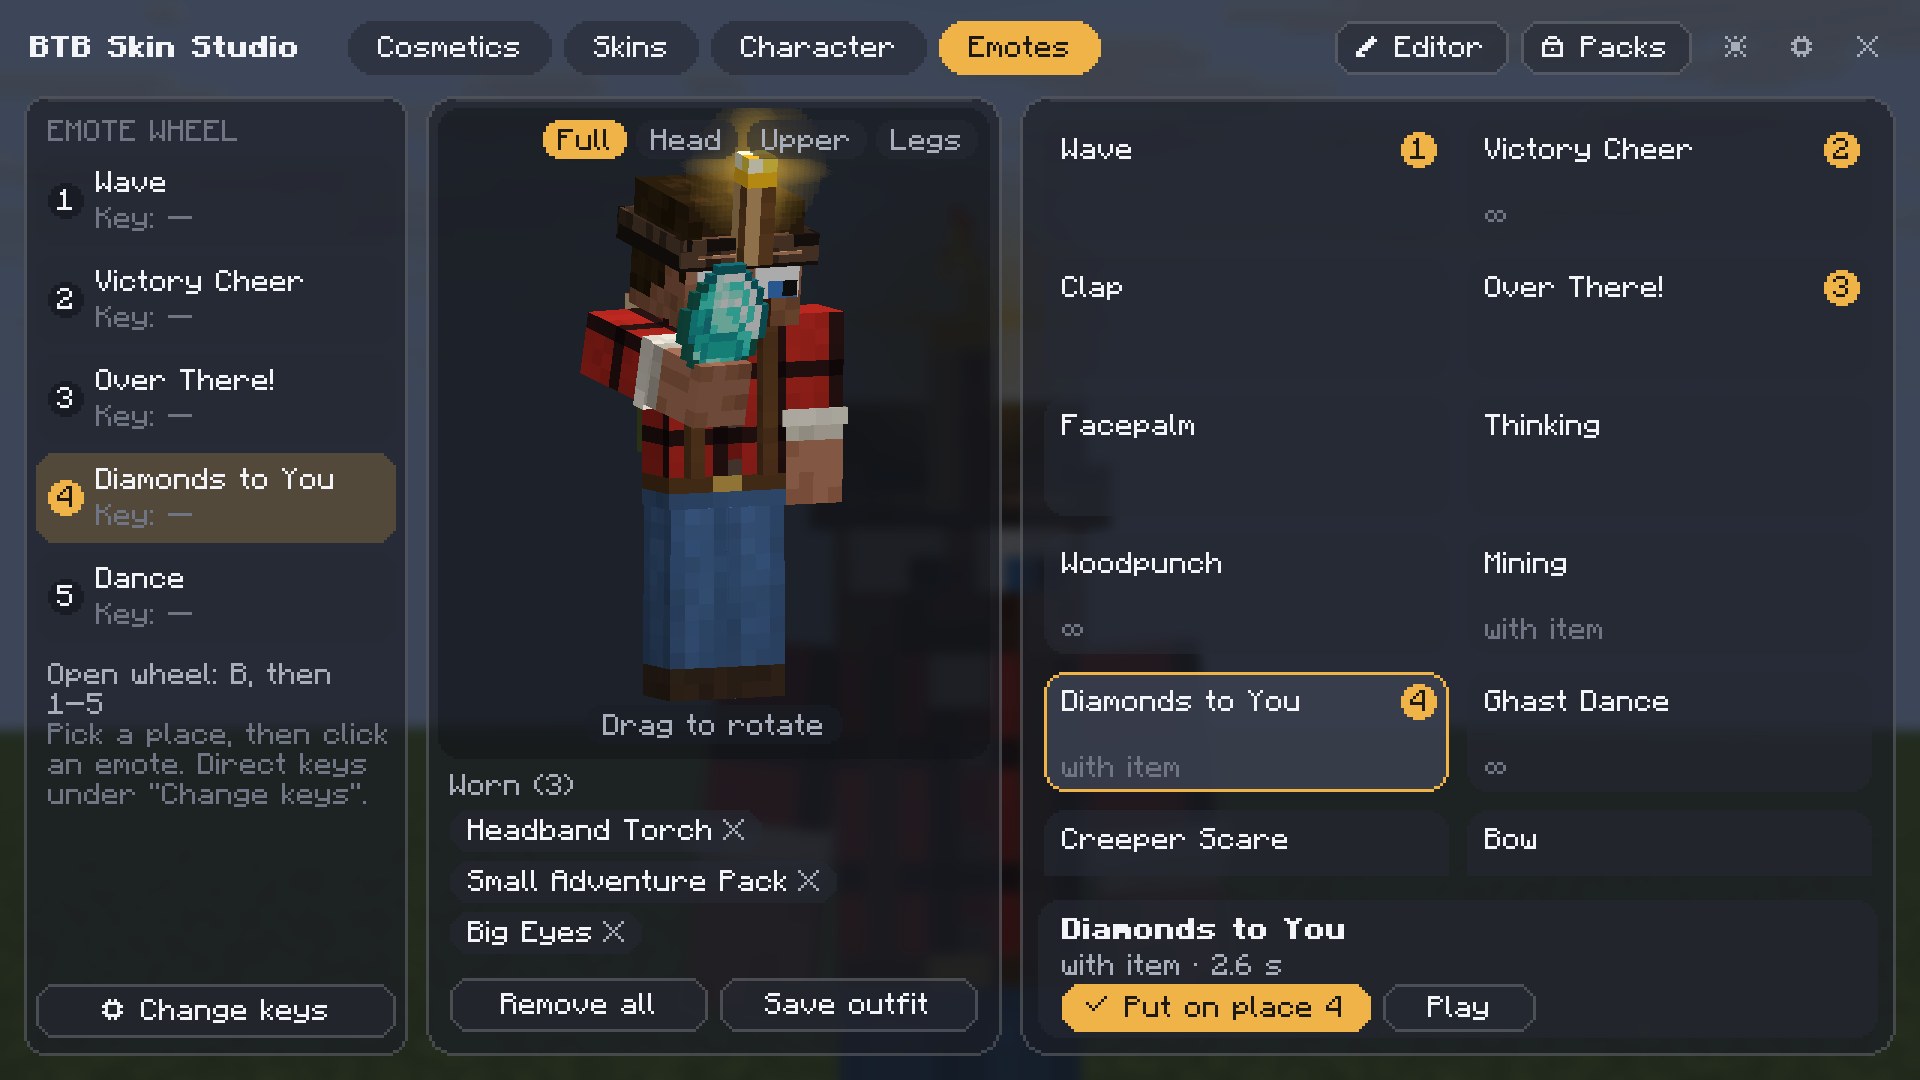 BTB Skin Studio
Cosmetics
Skins
Character
Emotes
Editor
Packs
EMOTE WHEEL
1
Wave
Key: —
2
Victory Cheer
Key: —
3
Over There!
Key: —
4
Diamonds to You
Key: —
5
Dance
Key: —
Open wheel: B, then
1—5
Pick a place, then click
an emote. Direct keys
under "Change keys".
Change keys
Full
Head
Upper
Legs
Drag to rotate
Worn (3)
Headband Torch
Small Adventure Pack
Big Eyes
Remove all
Save outfit
Wave
1
Victory Cheer
2
∞
Clap
Over There!
3
Facepalm
Thinking
Woodpunch
∞
Mining
with item
Diamonds to You
4
with item
Ghast Dance
∞
Creeper Scare
Bow
Diamonds to You
with item · 2.6 s
Put on place 4
Play